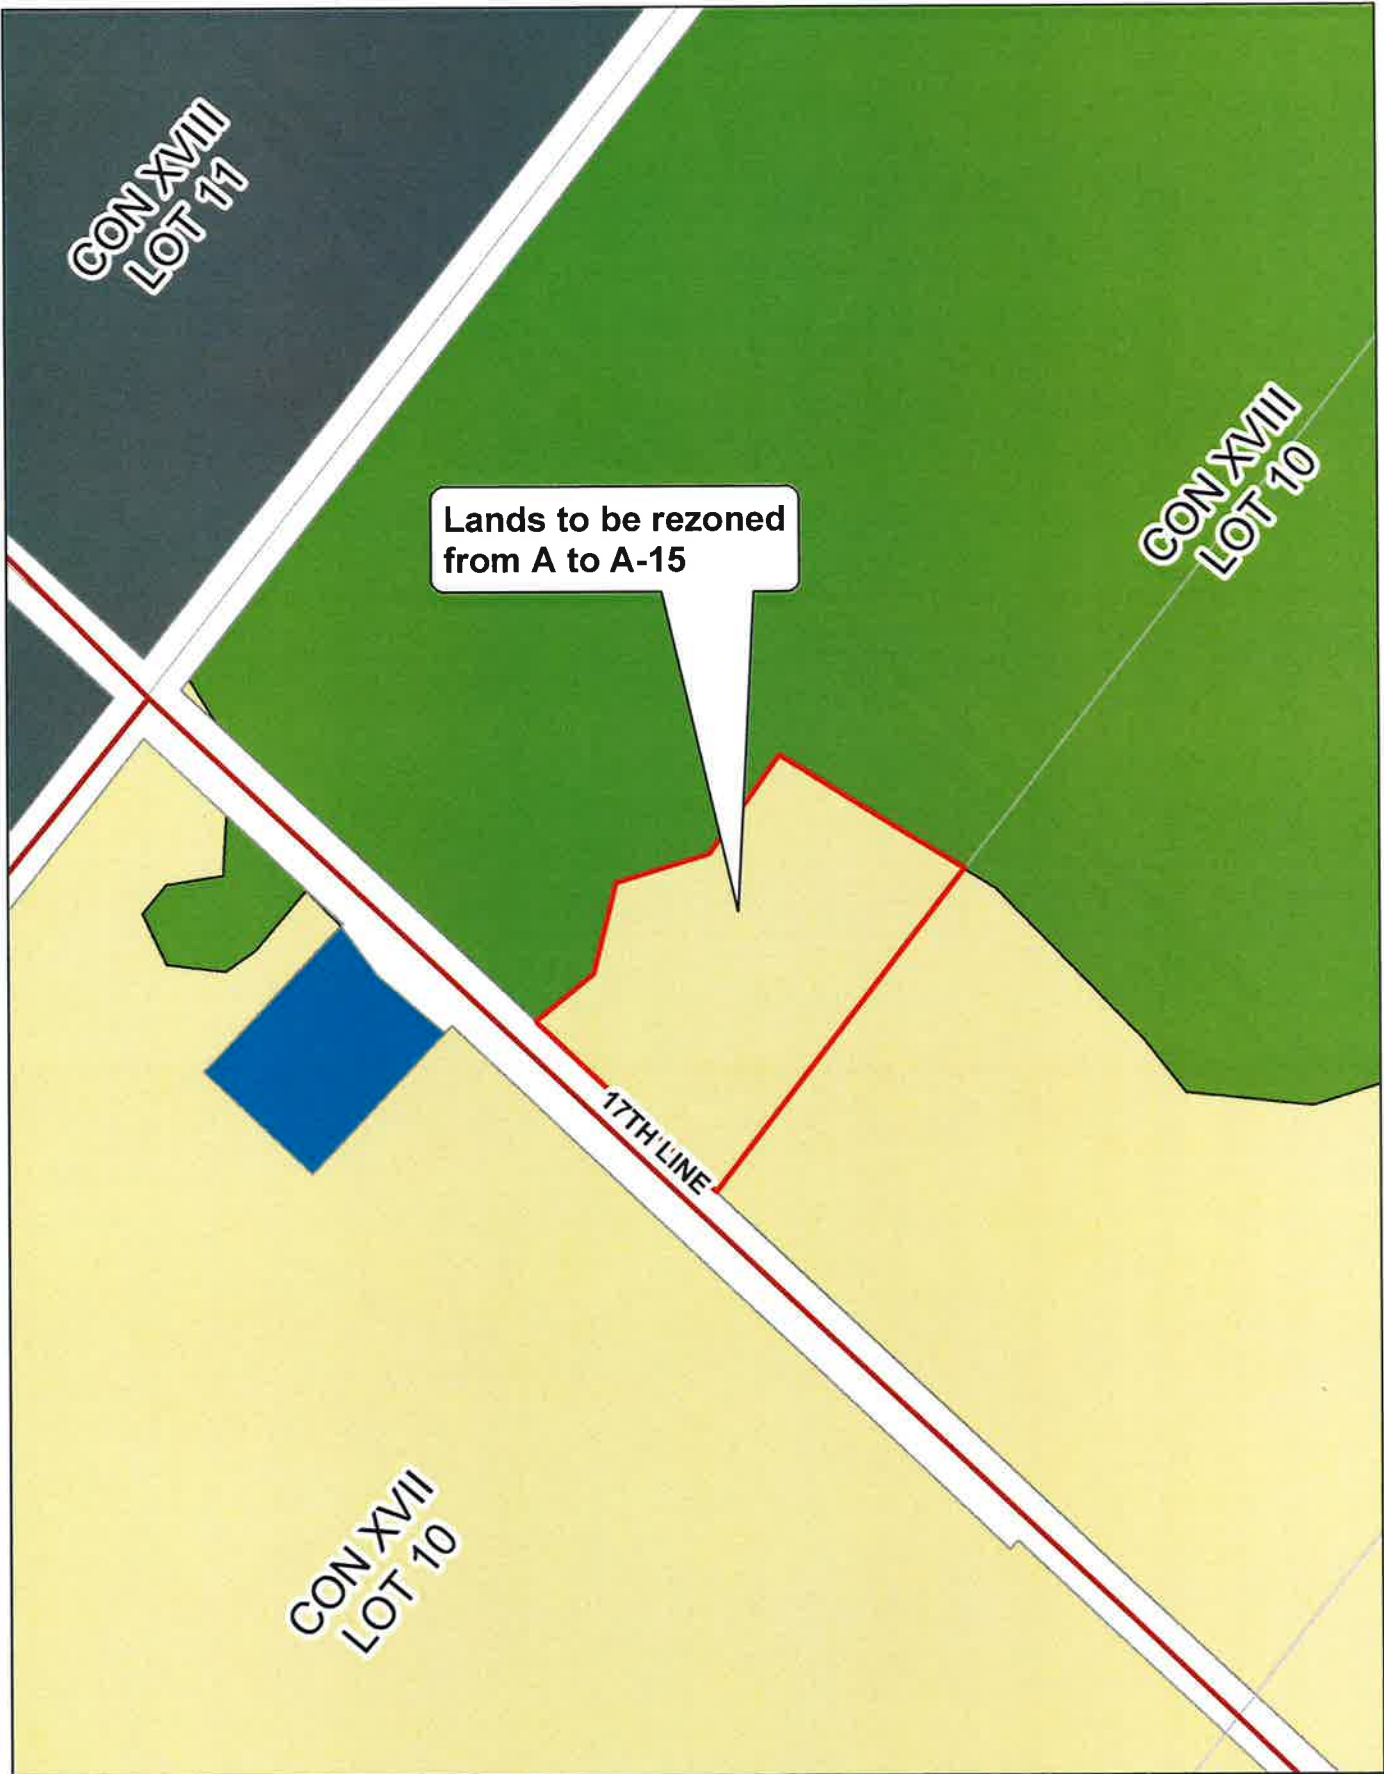 CON XVIII
LOT 11
CON XVIII
LOT 10
Lands to be rezoned
from A to A-15
17TH LINE
CON XVII
LOT 10